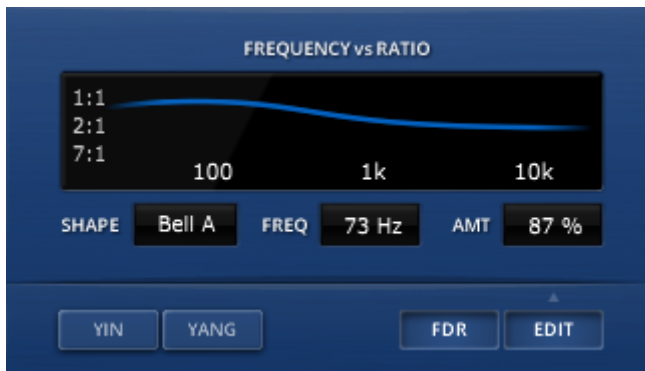 FREQUENCY vs RATIO
1:1
2:1
7:1
100 1k 10k
SHAPE Bell A FREQ 73 Hz AMT 87 %
YIN YANG FDR EDIT